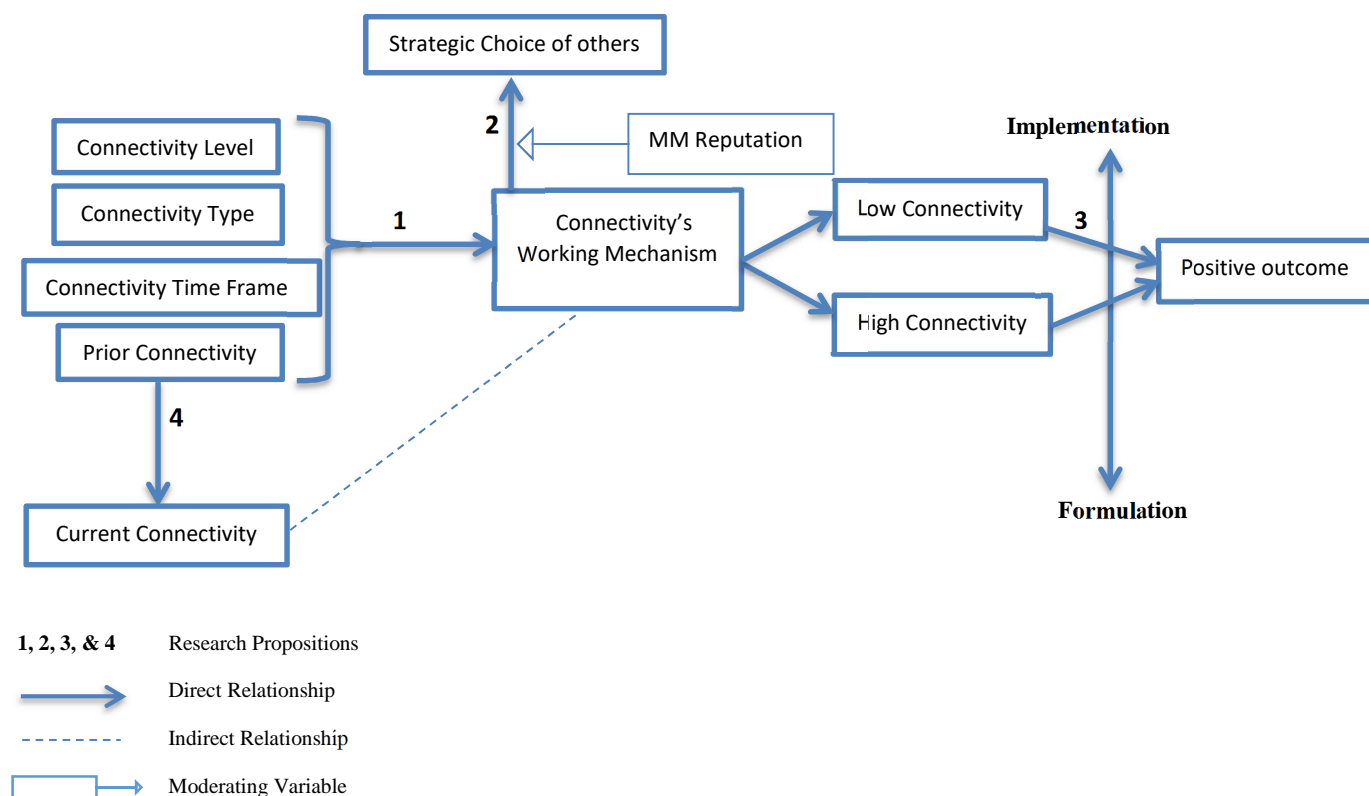 Strategic Choice of others
2
MM Reputation
Implementation
Connectivity Level
Connectivity Type
Connectivity Time Frame
Prior Connectivity
1
Connectivity's
Working Mechanism
Low Connectivity
High Connectivity
3
Positive outcome
4
Current Connectivity
Formulation
1, 2, 3, & 4 Research Propositions
Direct Relationship
Indirect Relationship
Moderating Variable